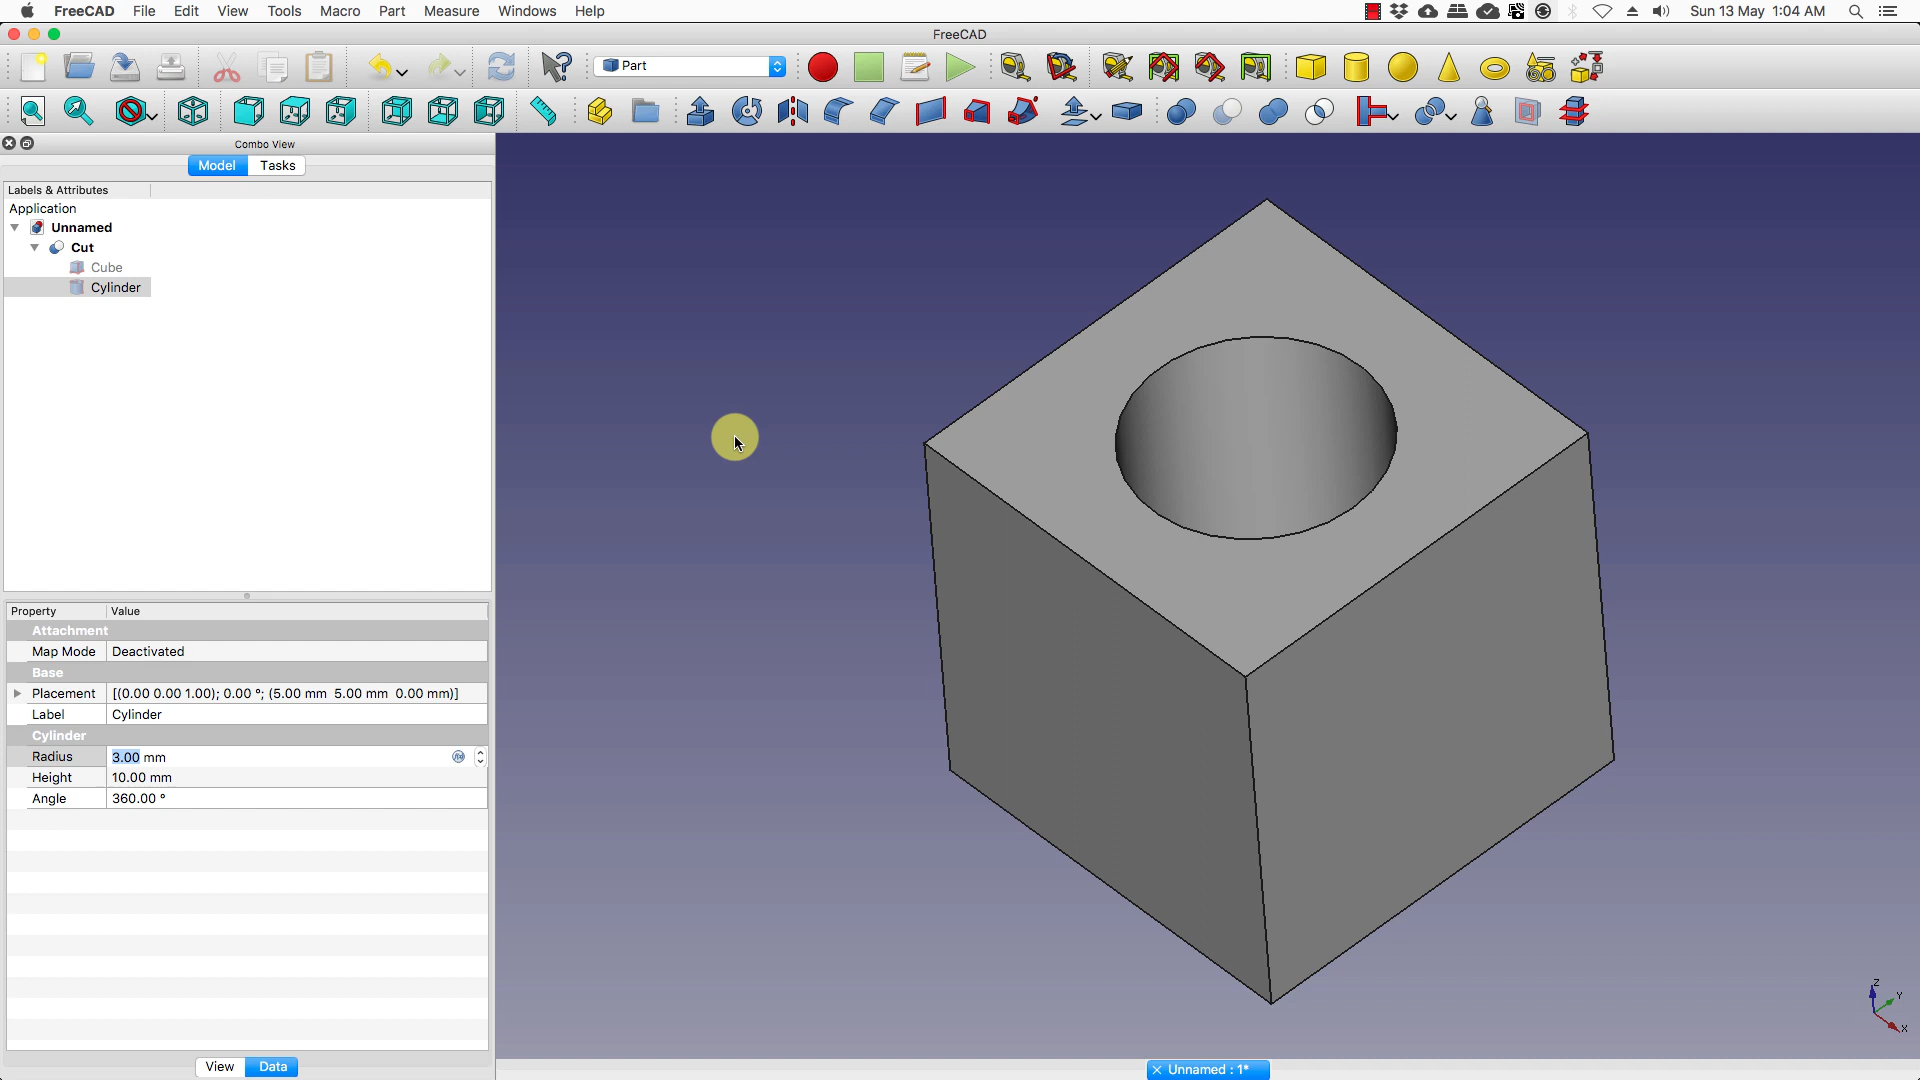 FreeCAD File Edit View Tools Macro Part Measure Windows Help Sun 13 May 1:04 AM
FreeCAD
Part
Combo View
Model Tasks
Labels & Attributes
Application
Unnamed
Cut
Cube
Cylinder
Property Value
Attachment
Map Mode Deactivated
Base
Placement [(0.00 0.00 1.00); 0.00 °; (5.00 mm 5.00 mm 0.00 mm)]
Label Cylinder
Cylinder
Radius 3.00 mm
Height 10.00 mm
Angle 360.00 °
View Data
Unnamed : 1*
Z
Y
X